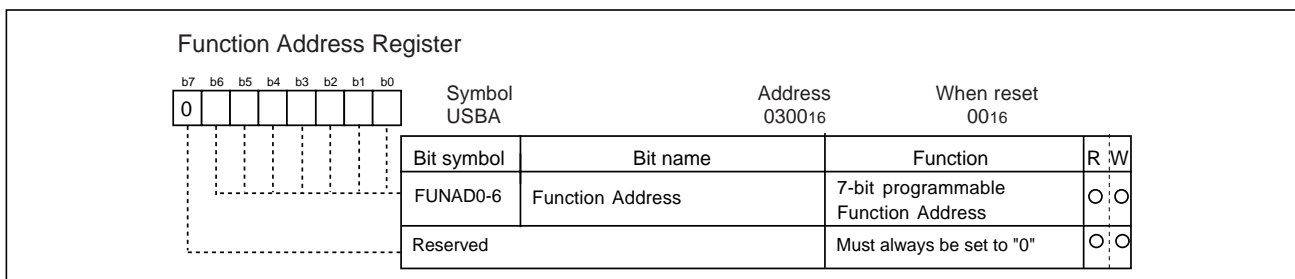 Function Address Register
b7 b6 b5 b4 b3 b2 b1 b0
0
Symbol Address When reset
USBA 030016 0016
Bit symbol Bit name Function R W
FUNAD0-6 Function Address 7-bit programmable Function Address O O
Reserved Must always be set to "0" O O